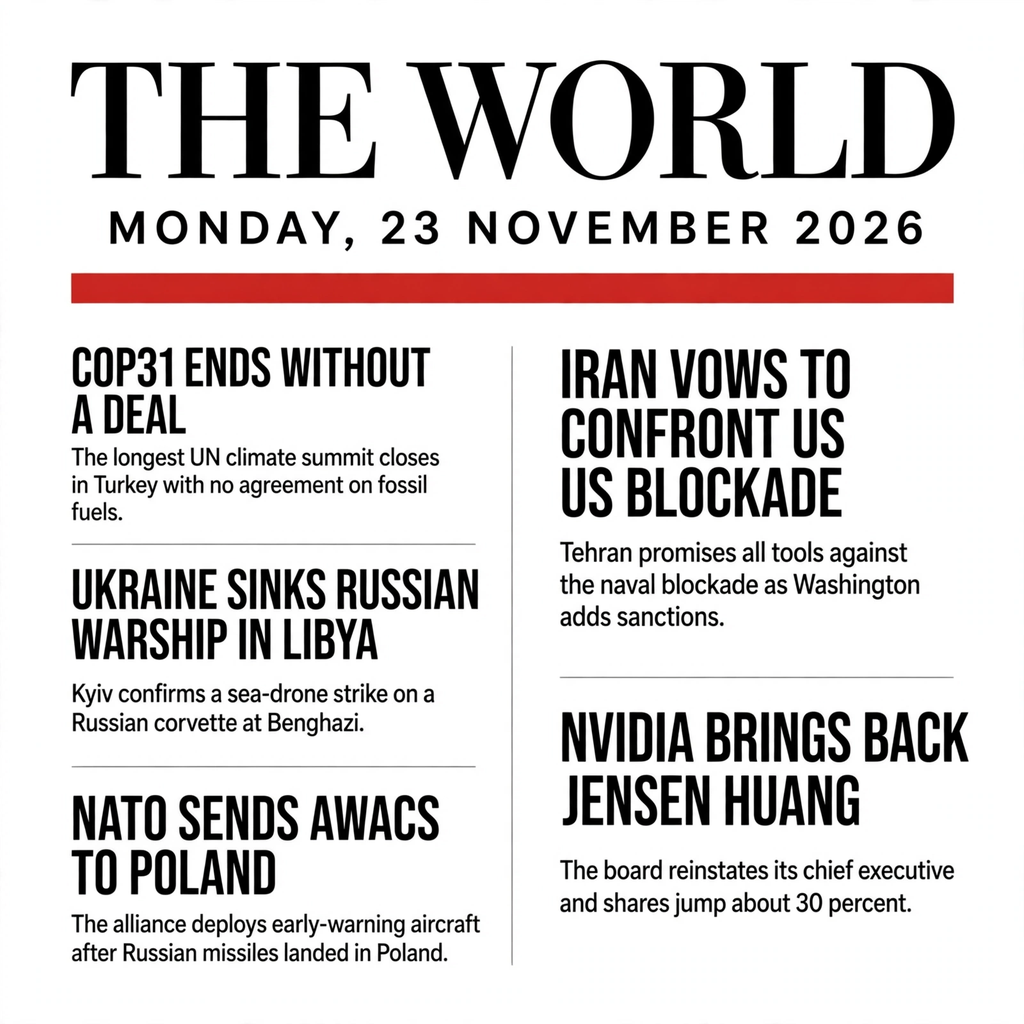 THE WORLD
MONDAY, 23 NOVEMBER 2026
COP31 ENDS WITHOUT
A DEAL
The longest UN climate summit closes
in Turkey with no agreement on fossil
fuels.
UKRAINE SINKS RUSSIAN
WARSHIP IN LIBYA
Kyiv confirms a sea-drone strike on a
Russian corvette at Benghazi.
NATO SENDS AWACS
TO POLAND
The alliance deploys early-warning aircraft
after Russian missiles landed in Poland.
IRAN VOWS TO
CONFRONT US
US BLOCKADE
Tehran promises all tools against
the naval blockade as Washington
adds sanctions.
NVIDIA BRINGS BACK
JENSEN HUANG
The board reinstates its chief executive
and shares jump about 30 percent.